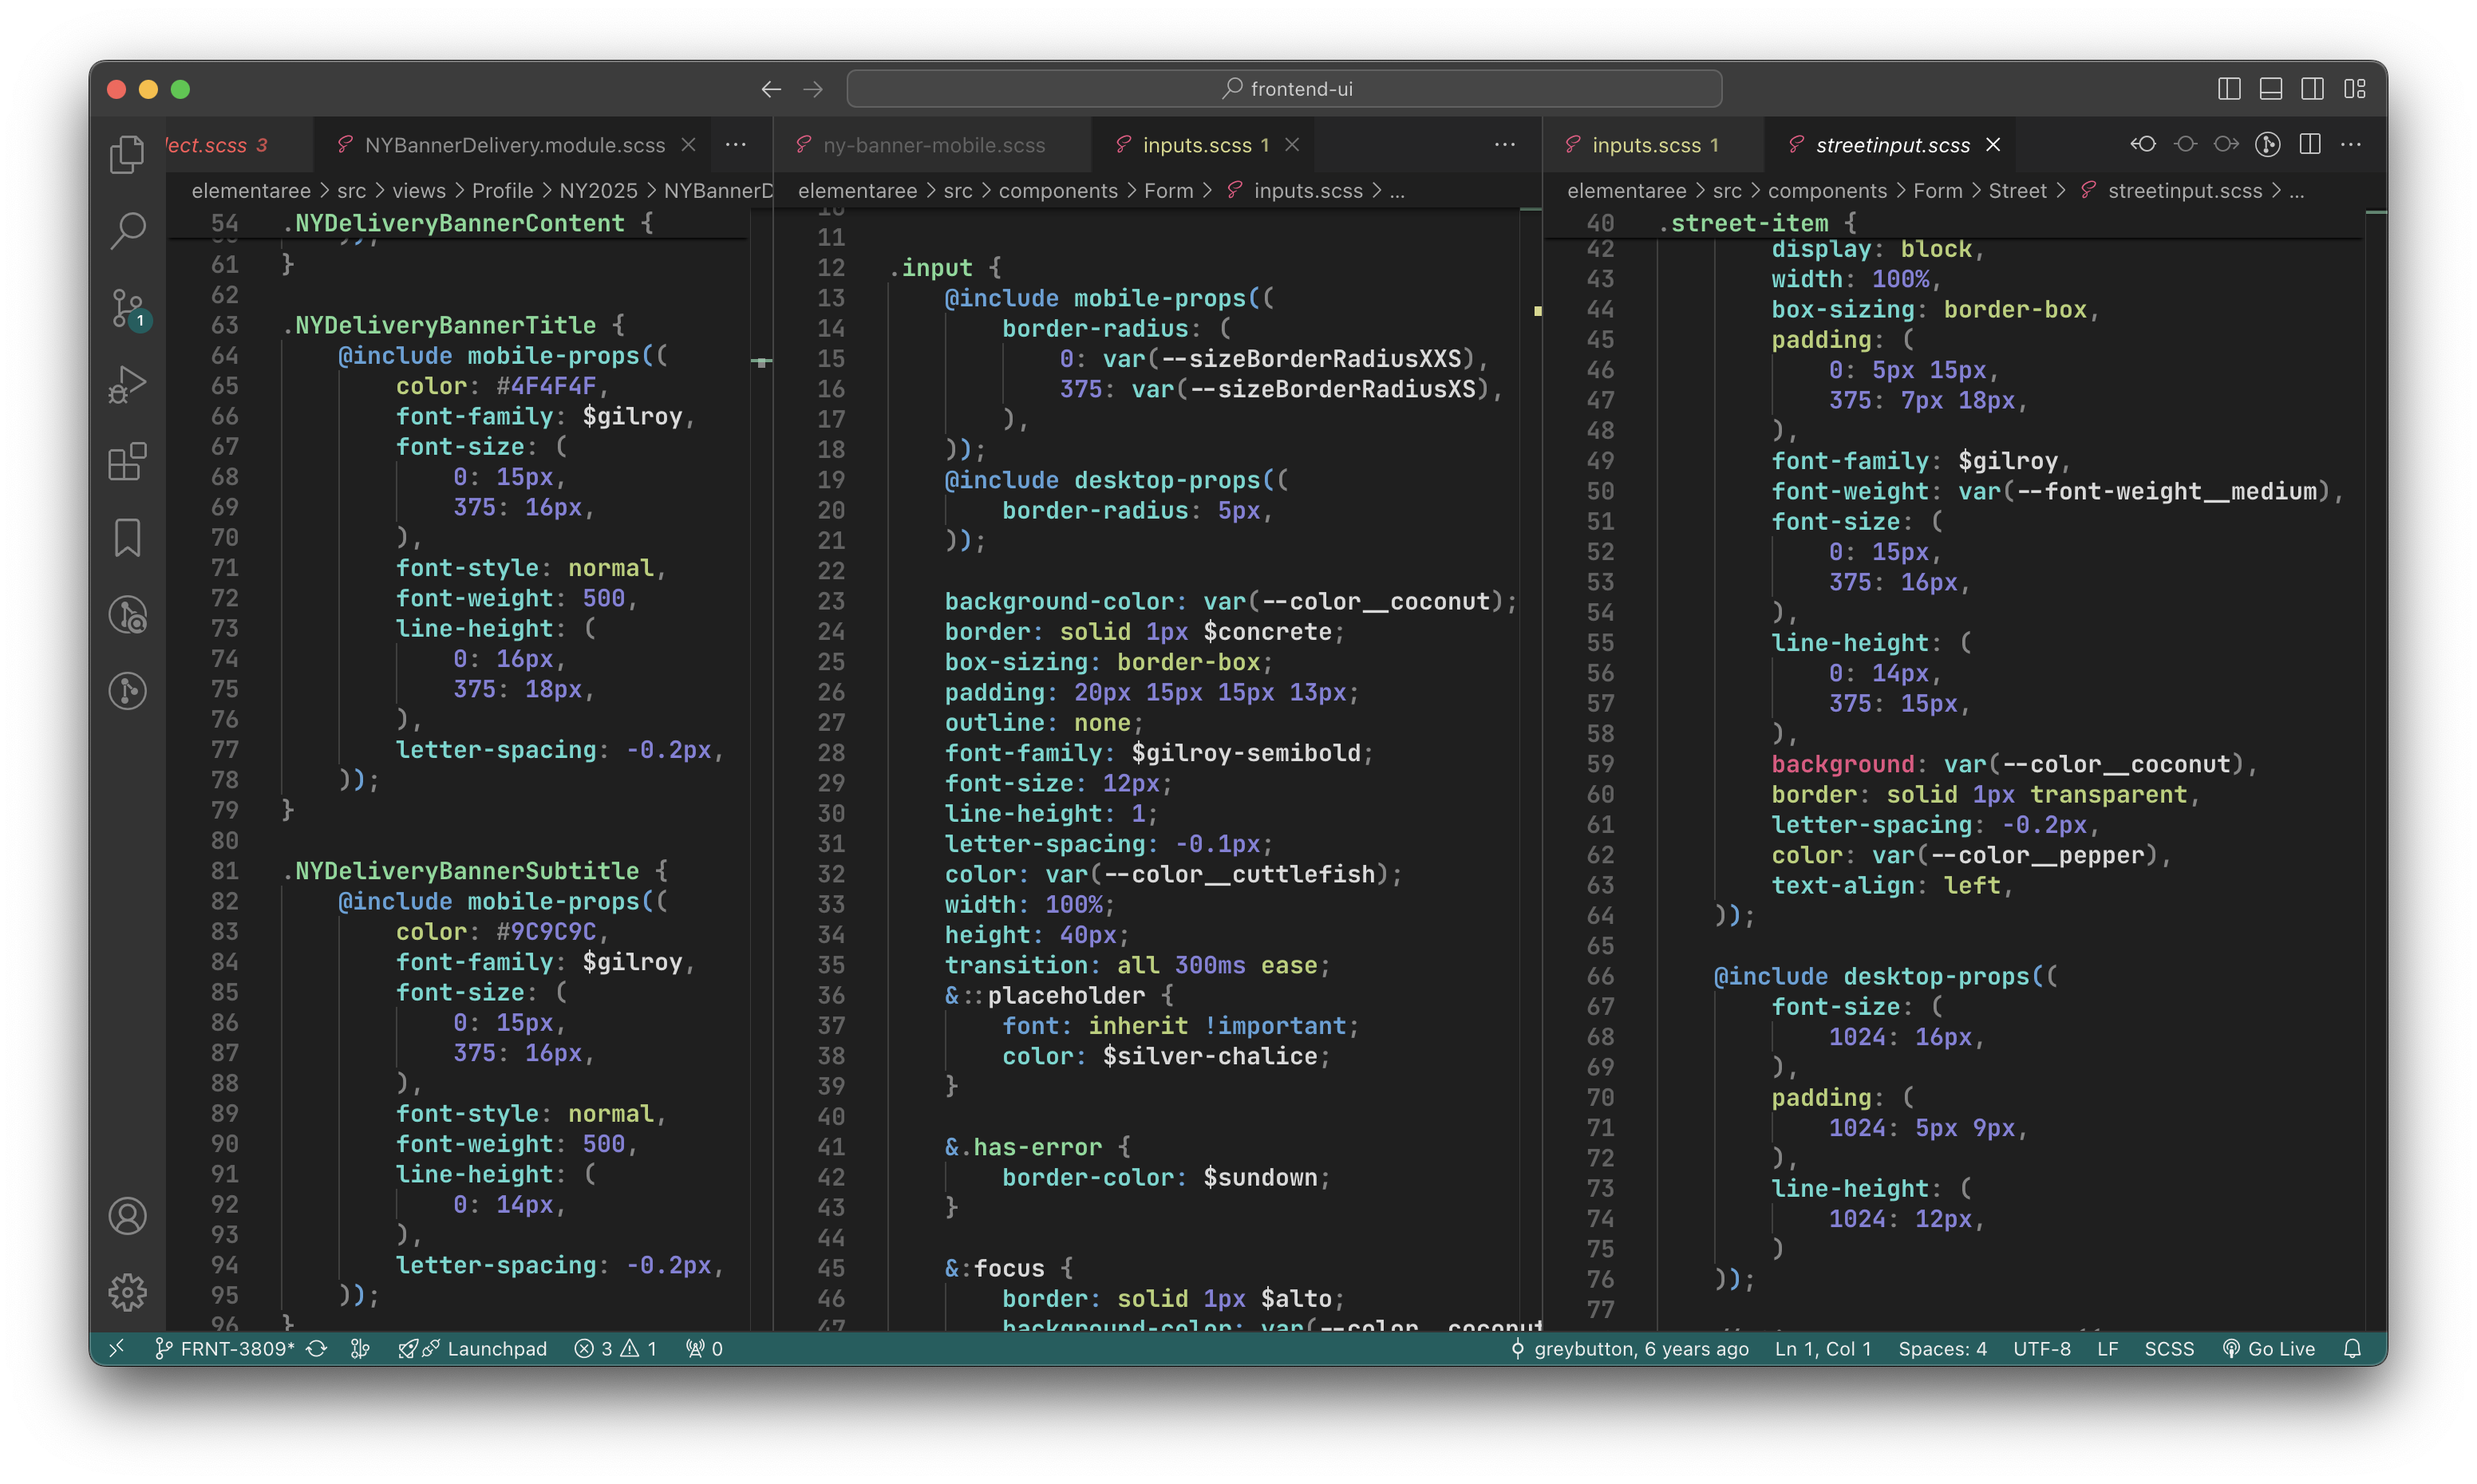 frontend-ui
lect.scss 3
NYBannerDelivery.module.scss
elementaree > src > views > Profile > NY2025 > NYBannerD
54 .NYDeliveryBannerContent {
61 }
62
63 .NYDeliveryBannerTitle {
64 @include mobile-props((
65 color: #4F4F4F,
66 font-family: $gilroy,
67 font-size: (
68 0: 15px,
69 375: 16px,
70 ),
71 font-style: normal,
72 font-weight: 500,
73 line-height: (
74 0: 16px,
75 375: 18px,
76 ),
77 letter-spacing: -0.2px,
78 ));
79 }
80
81 .NYDeliveryBannerSubtitle {
82 @include mobile-props((
83 color: #9C9C9C,
84 font-family: $gilroy,
85 font-size: (
86 0: 15px,
87 375: 16px,
88 ),
89 font-style: normal,
90 font-weight: 500,
91 line-height: (
92 0: 14px,
93 ),
94 letter-spacing: -0.2px,
95 ));
96 }
ny-banner-mobile.scss
inputs.scss 1
elementaree > src > components > Form > inputs.scss > ...
10
11
12 .input {
13 @include mobile-props((
14 border-radius: (
15 0: var(--sizeBorderRadiusXXS),
16 375: var(--sizeBorderRadiusXS),
17 ),
18 ));
19 @include desktop-props((
20 border-radius: 5px,
21 ));
22
23 background-color: var(--color__coconut);
24 border: solid 1px $concrete;
25 box-sizing: border-box;
26 padding: 20px 15px 15px 13px;
27 outline: none;
28 font-family: $gilroy-semibold;
29 font-size: 12px;
30 line-height: 1;
31 letter-spacing: -0.1px;
32 color: var(--color__cuttlefish);
33 width: 100%;
34 height: 40px;
35 transition: all 300ms ease;
36 &::placeholder {
37 font: inherit !important;
38 color: $silver-chalice;
39 }
40
41 &.has-error {
42 border-color: $sundown;
43 }
44
45 &:focus {
46 border: solid 1px $alto;
47 background-color: var(--color__coconut
inputs.scss 1
streetinput.scss
elementaree > src > components > Form > Street > streetinput.scss > ...
40 .street-item {
42 display: block,
43 width: 100%,
44 box-sizing: border-box,
45 padding: (
46 0: 5px 15px,
47 375: 7px 18px,
48 ),
49 font-family: $gilroy,
50 font-weight: var(--font-weight__medium),
51 font-size: (
52 0: 15px,
53 375: 16px,
54 ),
55 line-height: (
56 0: 14px,
57 375: 15px,
58 ),
59 background: var(--color__coconut),
60 border: solid 1px transparent,
61 letter-spacing: -0.2px,
62 color: var(--color__pepper),
63 text-align: left,
64 ));
65
66 @include desktop-props((
67 font-size: (
68 1024: 16px,
69 ),
70 padding: (
71 1024: 5px 9px,
72 ),
73 line-height: (
74 1024: 12px,
75 )
76 ));
77
1
FRNT-3809* Launchpad 3 1 0 greybutton, 6 years ago Ln 1, Col 1 Spaces: 4 UTF-8 LF SCSS Go Live